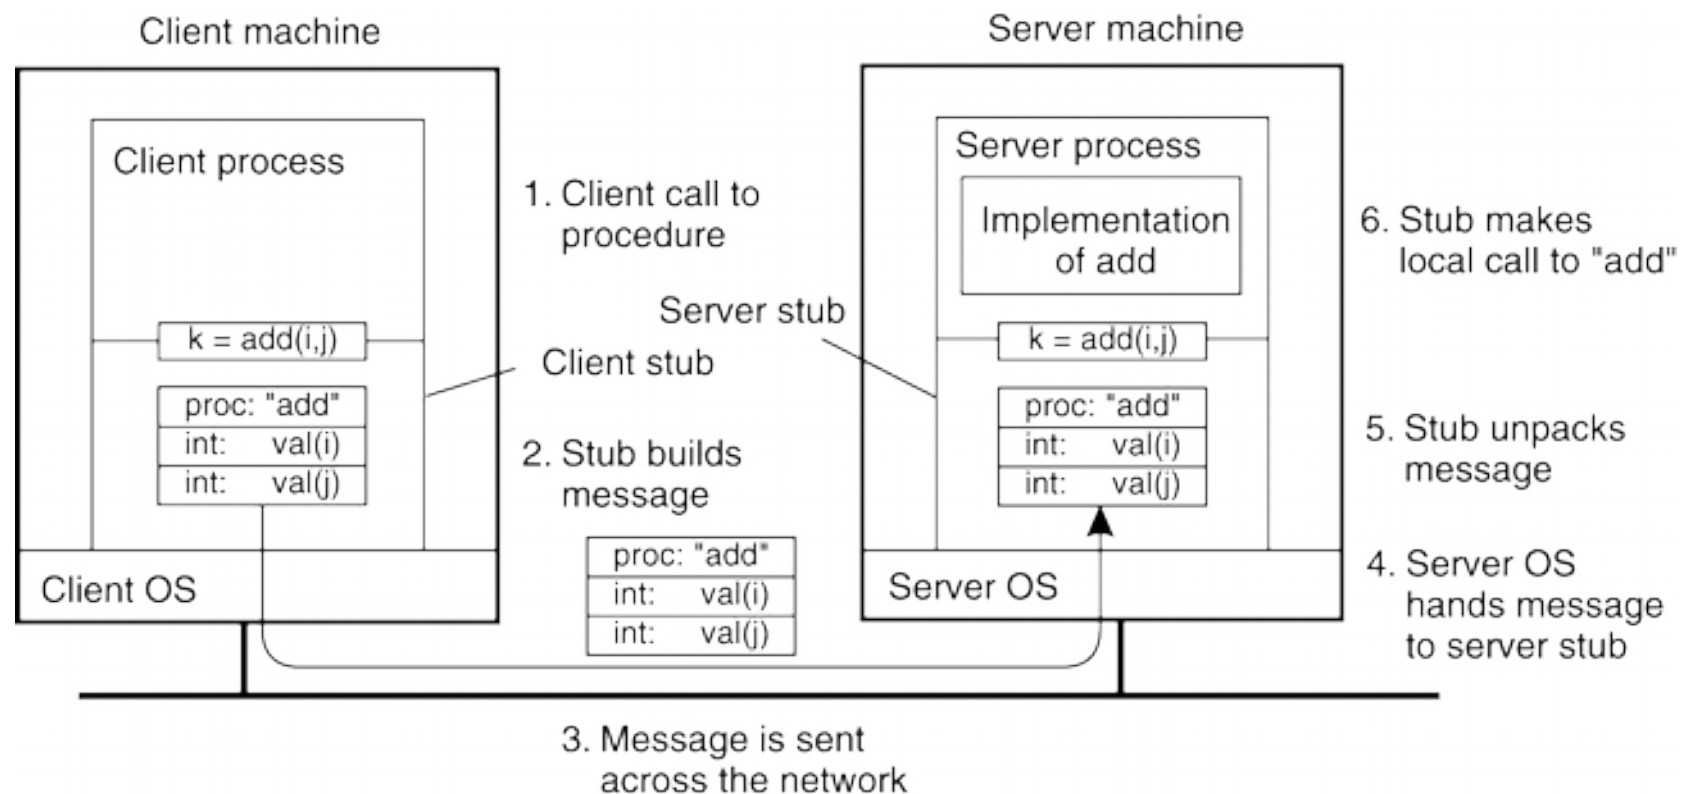 Client machine
Server machine
Client process
1. Client call to
procedure
Server process
Implementation
of add
6. Stub makes
local call to "add"
Server stub
k = add(i,j)
k = add(i,j)
Client stub
proc: "add"
int: val(i)
int: val(j)
2. Stub builds
message
proc: "add"
int: val(i)
int: val(j)
proc: "add"
int: val(i)
int: val(j)
5. Stub unpacks
message
Client OS
Server OS
4. Server OS
hands message
to server stub
3. Message is sent
across the network